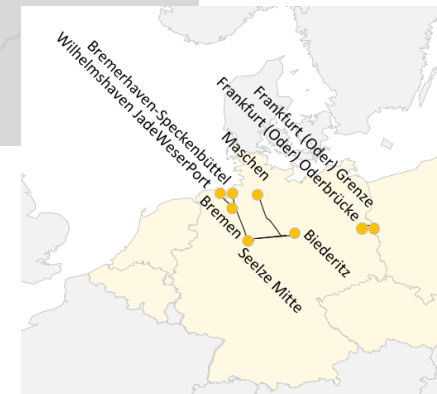 Bremerhaven-Speckenbüttel
Wilhelmshaven JadeWeserPort
Maschen
Frankfurt (Oder) Grenze
Frankfurt (Oder) Oderbrücke
Bremen
Seelze Mitte
Biederitz